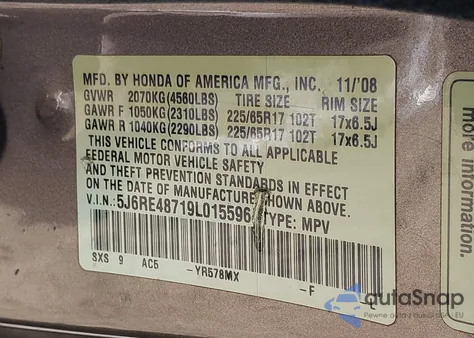 MFD. BY HONDA OF AMERICA MFG., INC. 11/'08
GVWR 2070KG(4560LBS) TIRE SIZE RIM SIZE
GAWR F 1050KG(2310LBS) 225/65R17 102T 17x6.5J
GAWR R 1040KG(2290LBS) 225/65R17 102T 17x6.5J
THIS VEHICLE CONFORMS TO ALL APPLICABLE
FEDERAL MOTOR VEHICLE SAFETY
AND THEFT PREVENTION STANDARDS IN EFFECT
ON THE DATE OF MANUFACTURE SHOWN ABOVE.
V.I.N.:5J6RE48719L015596 TYPE: MPV
SXS 9 AC5 -YR578MX -F
more information.
autaSnap